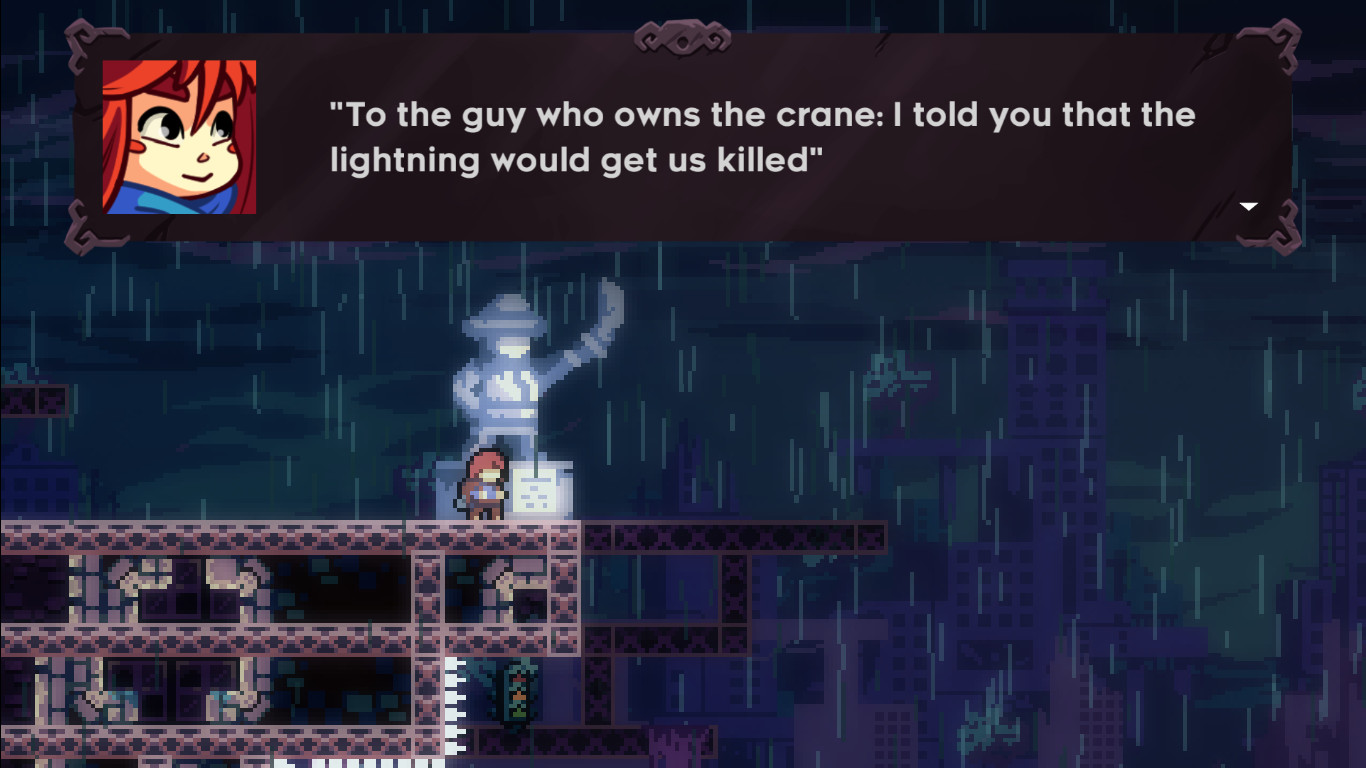 "To the guy who owns the crane: I told you that the
lightning would get us killed"